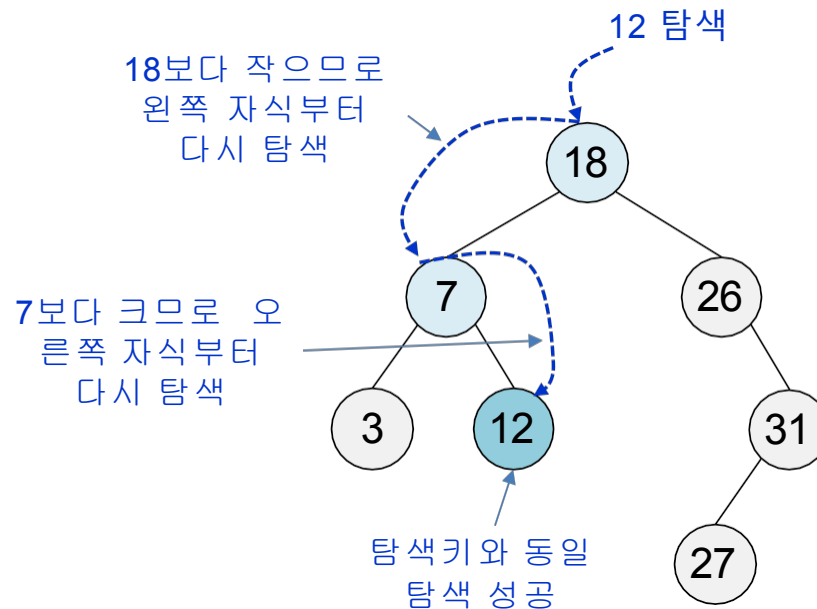 12 탐색
18보다 작으므로
왼쪽 자식부터
다시 탐색
18
7
26
7보다 크므로 오
른쪽 자식부터
다시 탐색
3
12
31
27
탐색키와 동일
탐색 성공